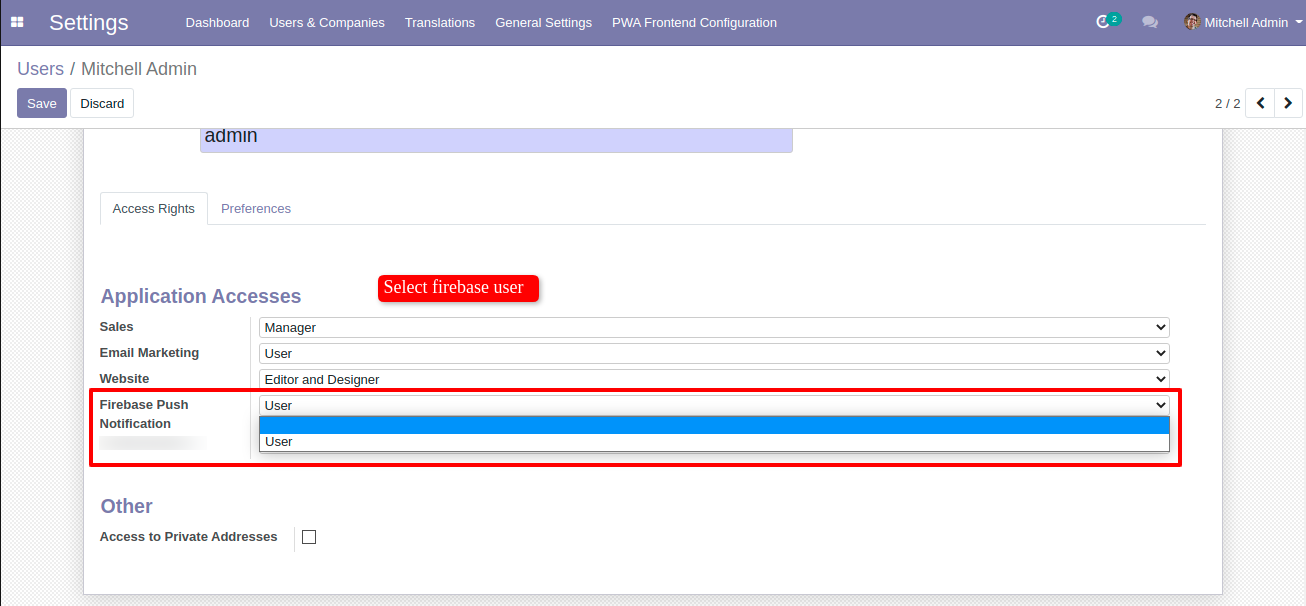 Settings Dashboard Users & Companies Translations General Settings PWA Frontend Configuration 2 Mitchell Admin
Users / Mitchell Admin
Save Discard 2 / 2
admin
Access Rights Preferences
Select firebase user
Application Accesses
Sales Manager
Email Marketing User
Website Editor and Designer
Firebase Push User
Notification
User
Other
Access to Private Addresses